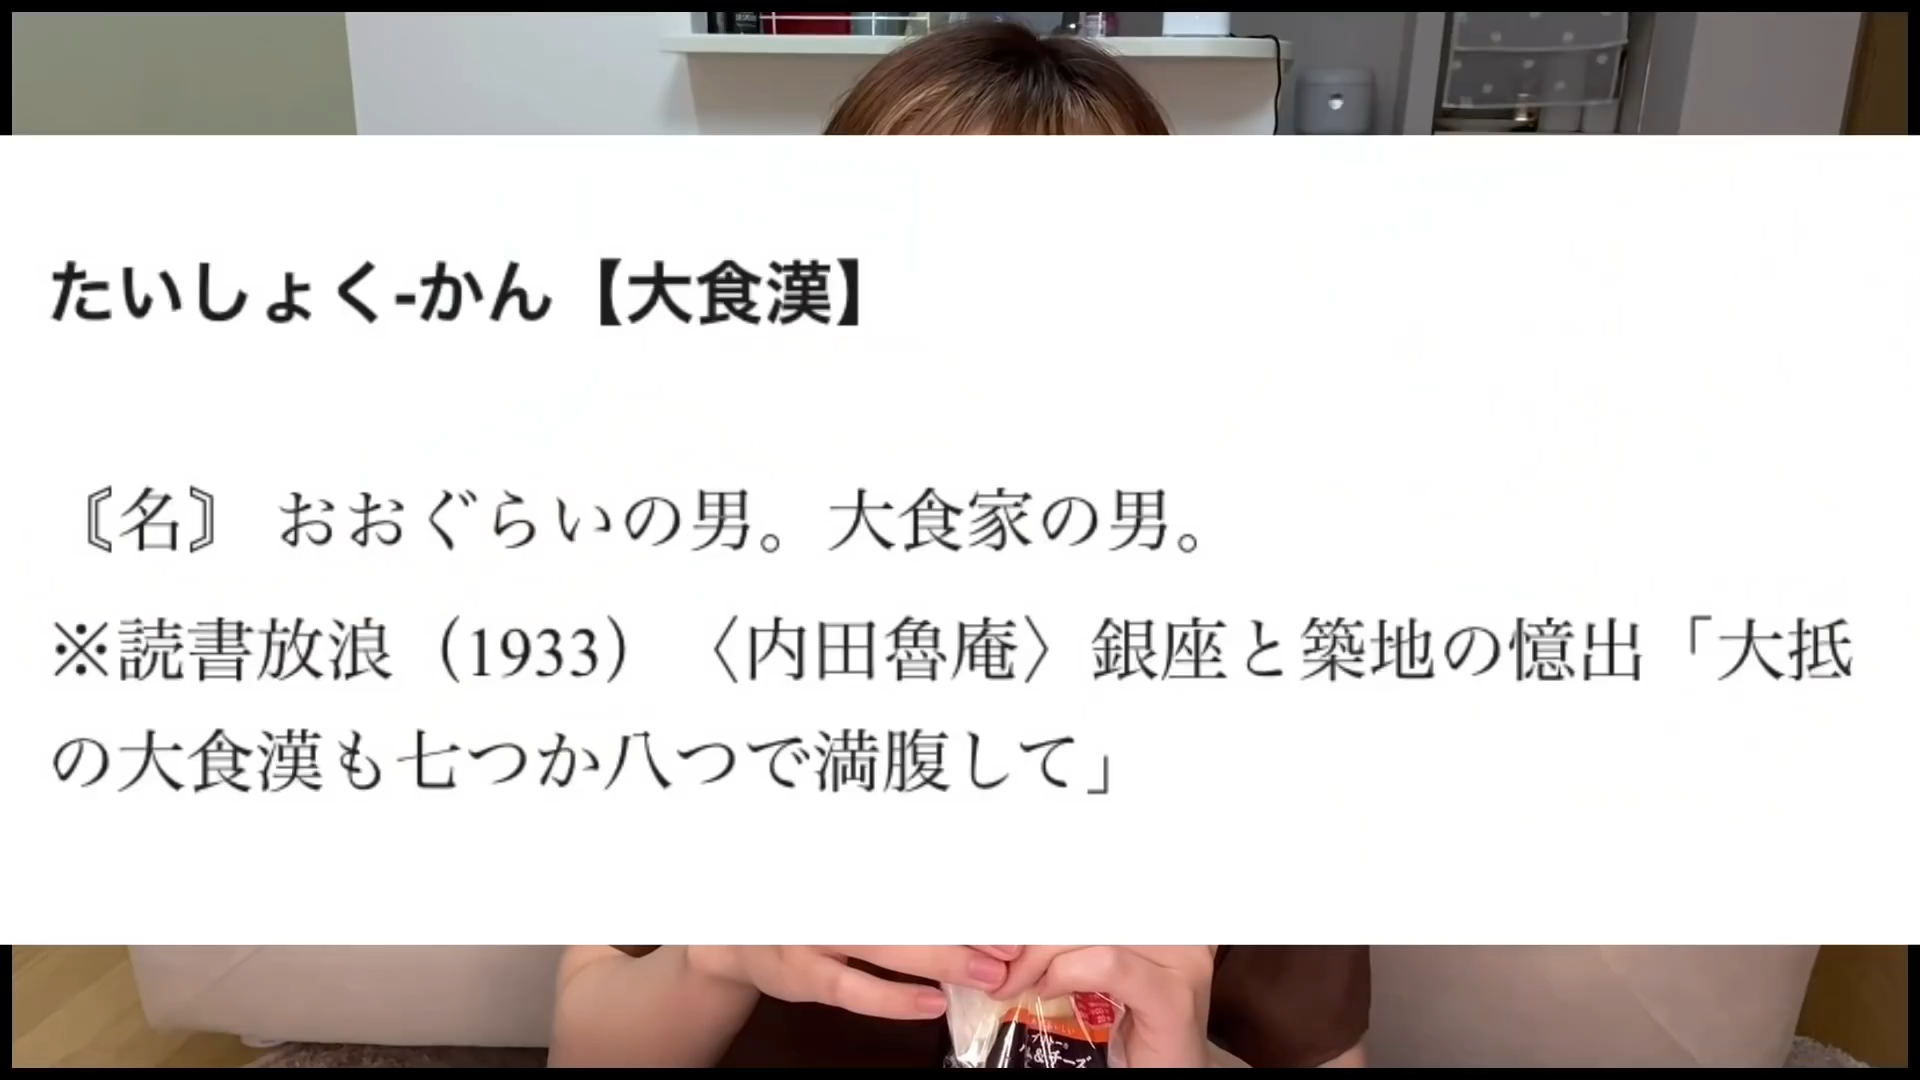 たいしょく-かん【大食漢】
〘名〙 おおぐらいの男。大食家の男。
※読書放浪（1933）〈内田魯庵〉銀座と築地の憶出「大抵
の大食漢も七つか八つで満腹して」
&チーズ